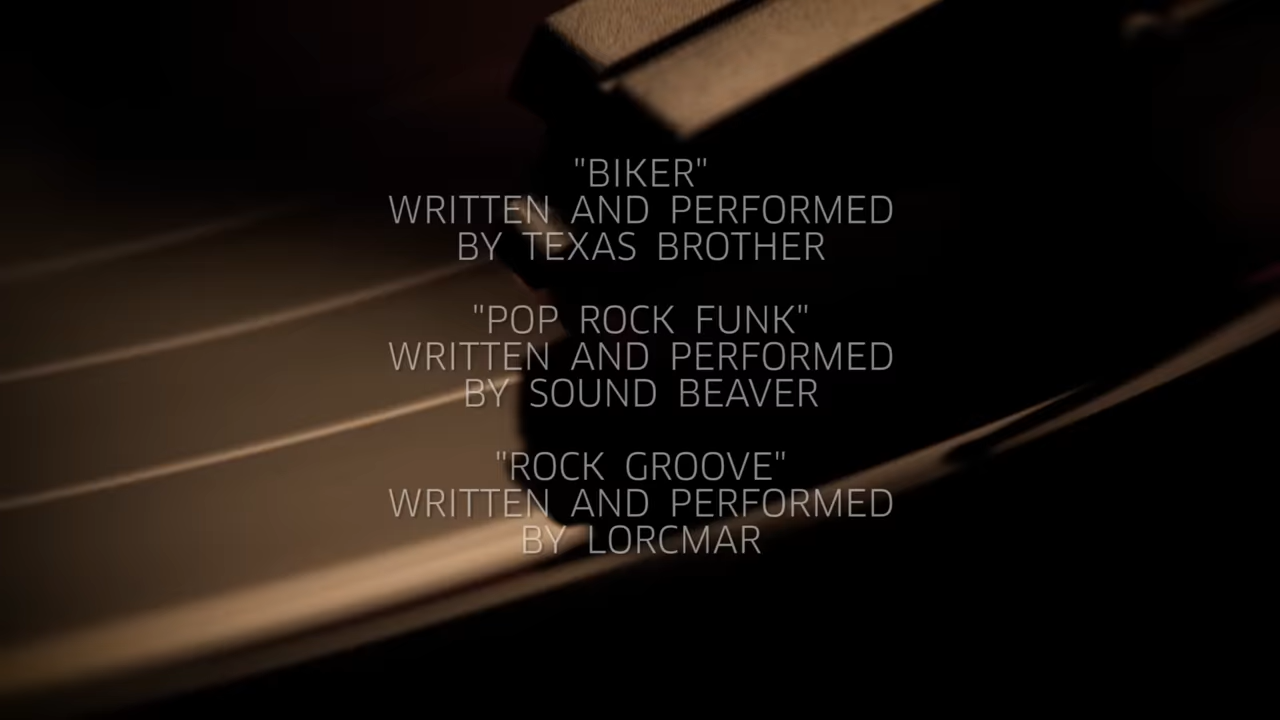 "BIKER"
WRITTEN AND PERFORMED
BY TEXAS BROTHER
"POP ROCK FUNK"
WRITTEN AND PERFORMED
BY SOUND BEAVER
"ROCK GROOVE"
WRITTEN AND PERFORMED
BY LORCMAR